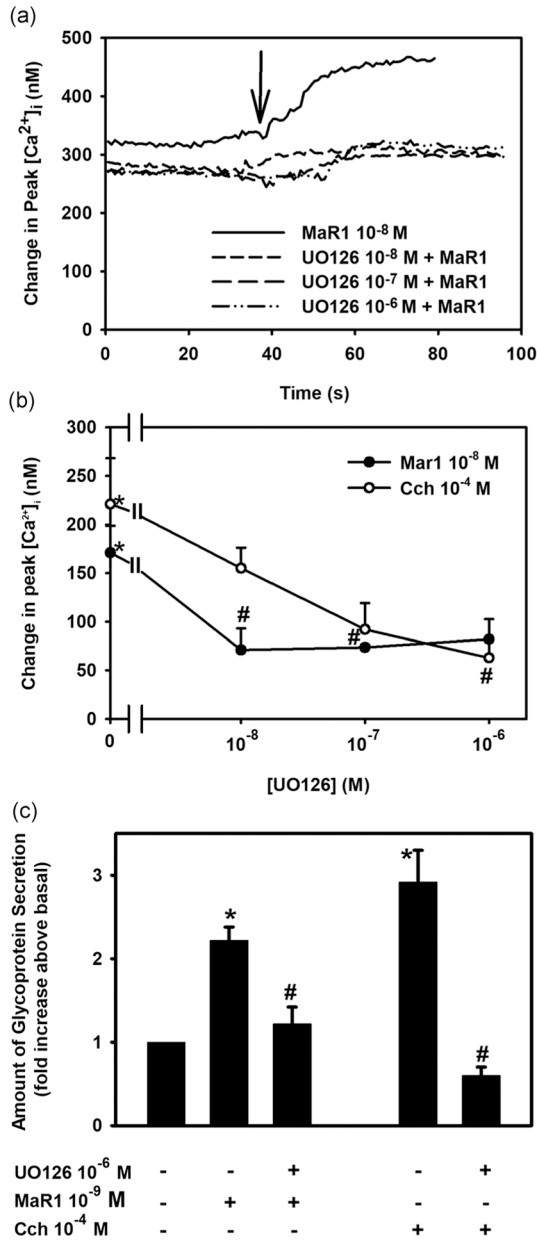 (a)
Change in Peak [Ca²⁺]ᵢ (nM)
500
400
300
200
100
0
MaR1 10⁻⁸ M
UO126 10⁻⁸ M + MaR1
UO126 10⁻⁷ M + MaR1
UO126 10⁻⁶ M + MaR1
0 20 40 60 80 100
Time (s)
(b)
Change in peak [Ca²⁺]ᵢ (nM)
300
250
200
150
100
50
0
Mar1 10⁻⁸ M
Cch 10⁻⁴ M
*
*
#
#
#
0 10⁻⁸ 10⁻⁷ 10⁻⁶
[UO126] (M)
(c)
Amount of Glycoprotein Secretion
(fold increase above basal)
3
2
1
0
*
#
*
#
UO126 10⁻⁶ M - - + - +
MaR1 10⁻⁹ M - + + - -
Cch 10⁻⁴ M - - - + +